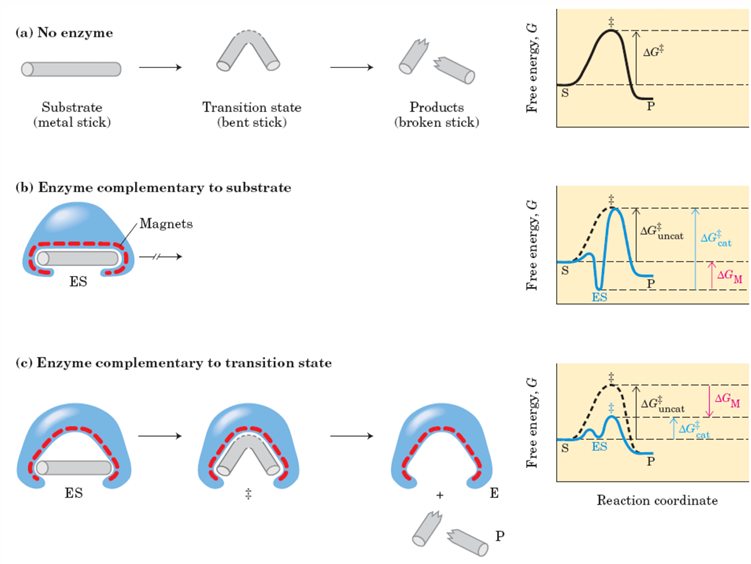 (a) No enzyme
Substrate
(metal stick)
Transition state
(bent stick)
Products
(broken stick)
Free energy, G
‡
ΔG‡
S
P
(b) Enzyme complementary to substrate
Magnets
ES
Free energy, G
‡
ΔG‡uncat
ΔG‡cat
ΔGM
S
P
ES
(c) Enzyme complementary to transition state
ES
‡
+
E
P
Free energy, G
‡
‡
ΔG‡uncat
ΔGM
ΔG‡cat
S
ES
P
Reaction coordinate